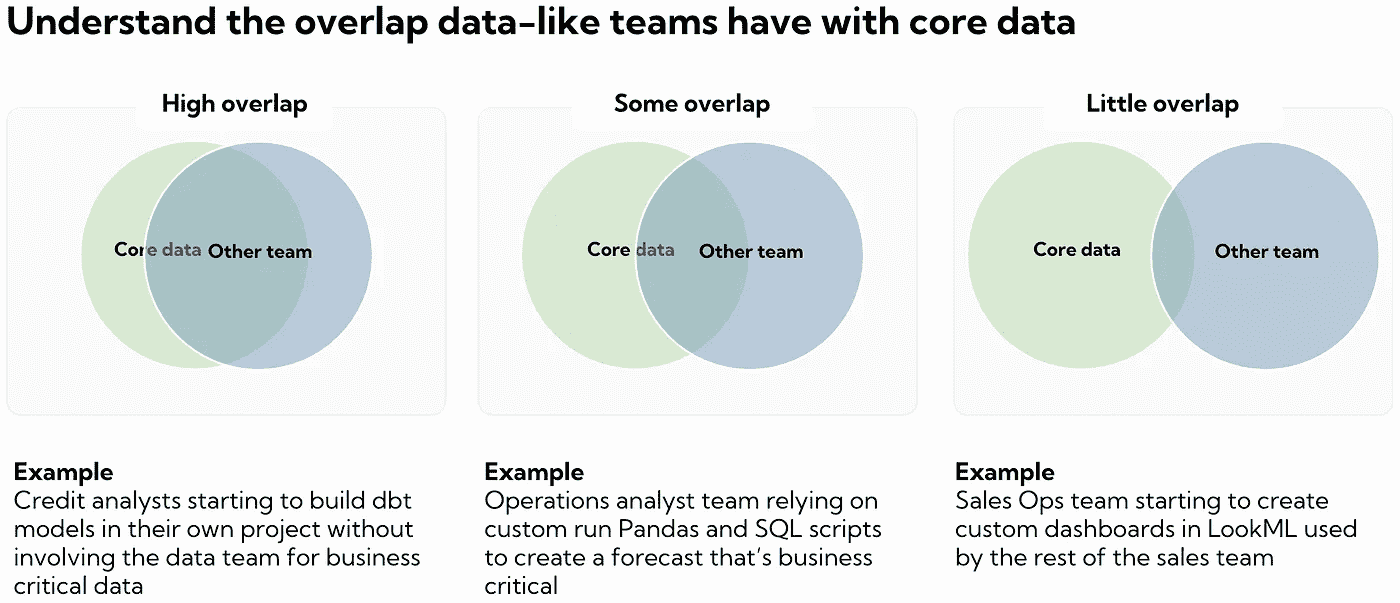 Understand the overlap data-like teams have with core data
High overlap
Core data
Other team
Example
Credit analysts starting to build dbt
models in their own project without
involving the data team for business
critical data
Some overlap
Core data
Other team
Example
Operations analyst team relying on
custom run Pandas and SQL scripts
to create a forecast that's business
critical
Little overlap
Core data
Other team
Example
Sales Ops team starting to create
custom dashboards in LookML used
by the rest of the sales team